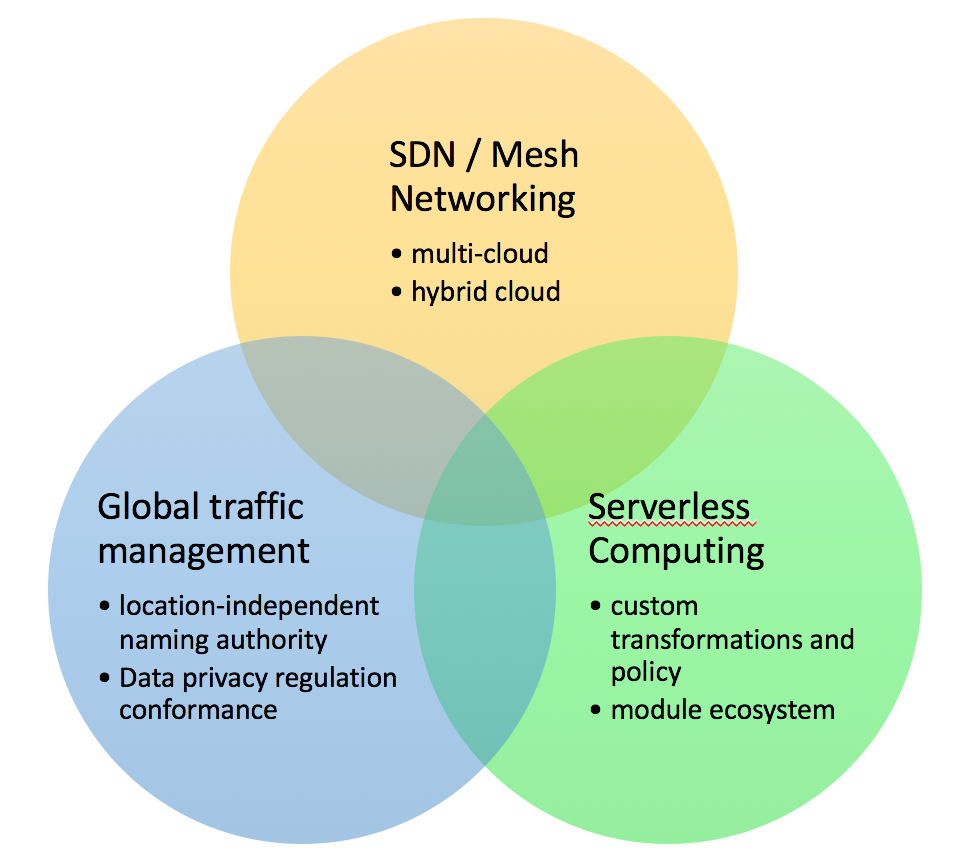 SDN / Mesh
Networking
• multi-cloud
• hybrid cloud
Global traffic
management
• location-independent
naming authority
• Data privacy regulation
conformance
Serverless
Computing
• custom
transformations and
policy
• module ecosystem